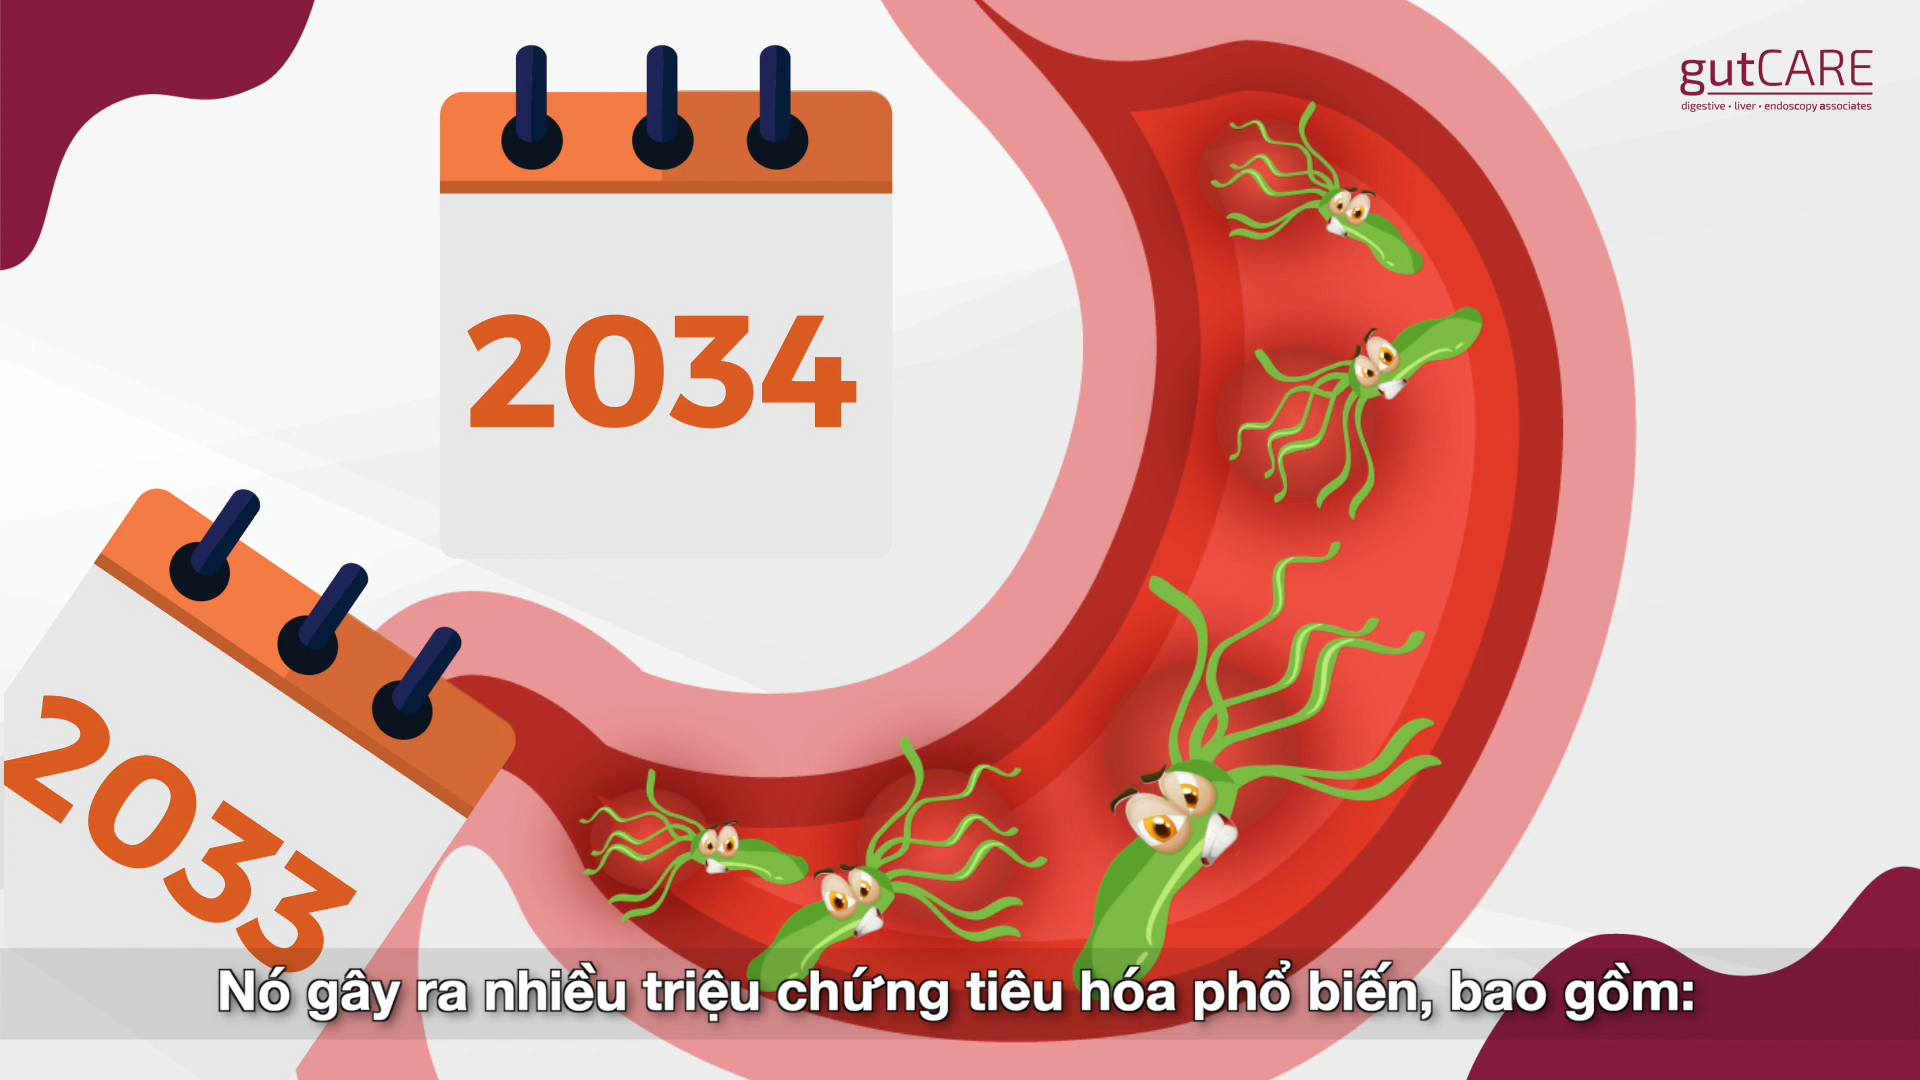 gutCARE
digestive • liver • endoscopy associates
2034
2033
Nó gây ra nhiều triệu chứng tiêu hóa phổ biến, bao gồm: